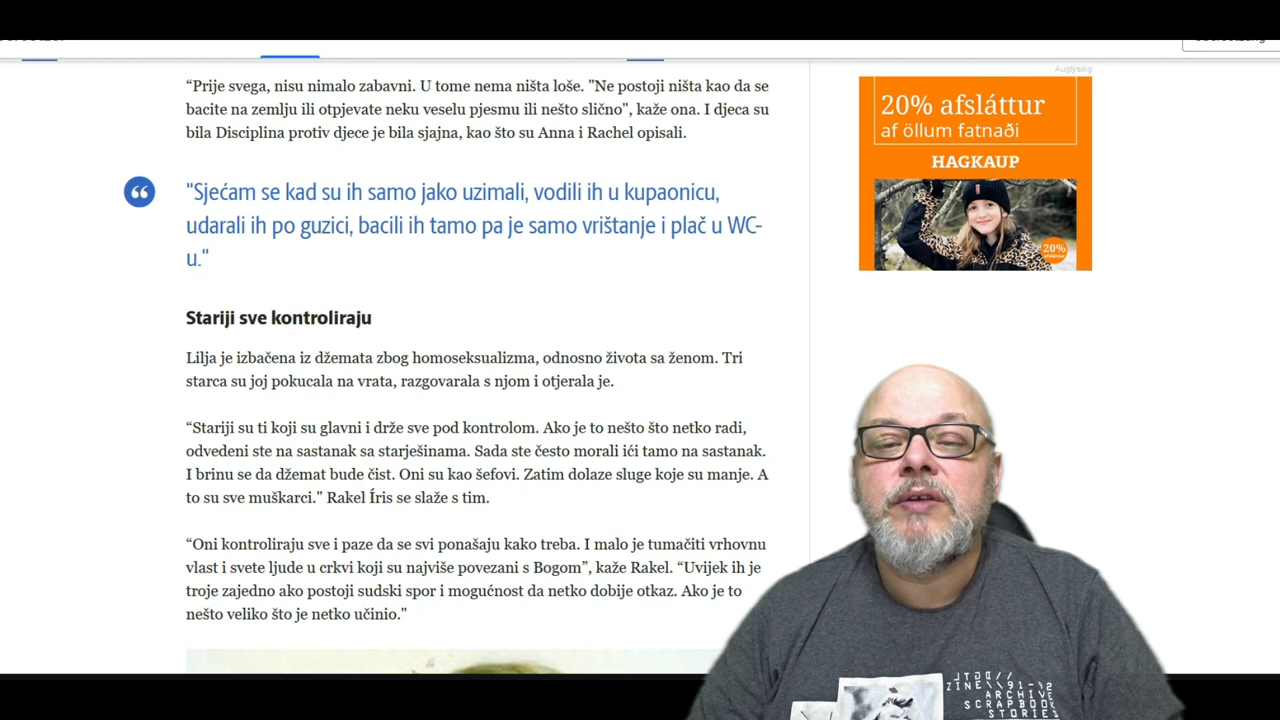 Auglýsing
“Prije svega, nisu nimalo zabavni. U tome nema ništa loše. "Ne postoji ništa kao da se
bacite na zemlju ili otpjevate neku veselu pjesmu ili nešto slično", kaže ona. I djeca su
bila Disciplina protiv djece je bila sjajna, kao što su Anna i Rachel opisali.
"Sjećam se kad su ih samo jako uzimali, vodili ih u kupaonicu,
udarali ih po guzici, bacili ih tamo pa je samo vrištanje i plač u WC-
u."
Stariji sve kontroliraju
Lilja je izbačena iz džemata zbog homoseksualizma, odnosno života sa ženom. Tri
starca su joj pokucala na vrata, razgovarala s njom i otjerala je.
“Stariji su ti koji su glavni i drže sve pod kontrolom. Ako je to nešto što netko radi,
odvedeni ste na sastanak sa starješinama. Sada ste često morali ići tamo na sastanak.
I brinu se da džemat bude čist. Oni su kao šefovi. Zatim dolaze sluge koje su manje. A
to su sve muškarci." Rakel Íris se slaže s tim.
“Oni kontroliraju sve i paze da se svi ponašaju kako treba. I malo je tumačiti vrhovnu
vlast i svete ljude u crkvi koji su najviše povezani s Bogom”, kaže Rakel. “Uvijek ih je
troje zajedno ako postoji sudski spor i mogućnost da netko dobije otkaz. Ako je to
nešto veliko što je netko učinio."
20% afsláttur
af öllum fatnaði
HAGKAUP
20%
afsláttur
ZINE\\91-
ARCHIVE
SCRAPBOOK
STORIES